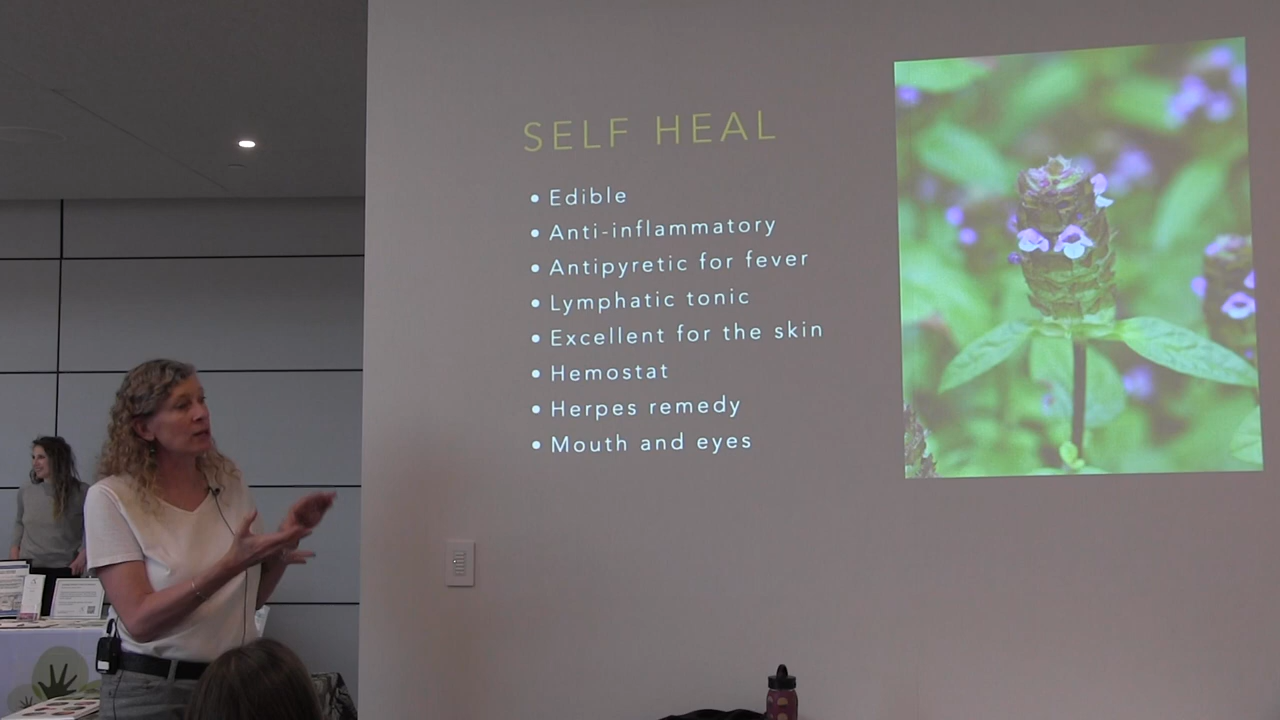 SELF HEAL
• Edible
• Anti-inflammatory
• Antipyretic for fever
• Lymphatic tonic
• Excellent for the skin
• Hemostat
• Herpes remedy
• Mouth and eyes